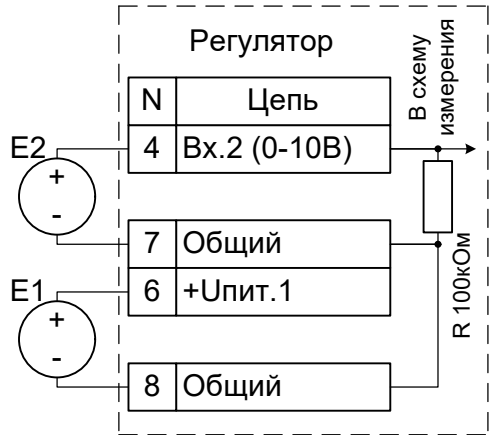 Регулятор
N Цепь
4 Вх.2 (0-10В)
7 Общий
6 +Uпит.1
8 Общий
E2
+
-
E1
+
-
В схему
измерения
R 100кОм